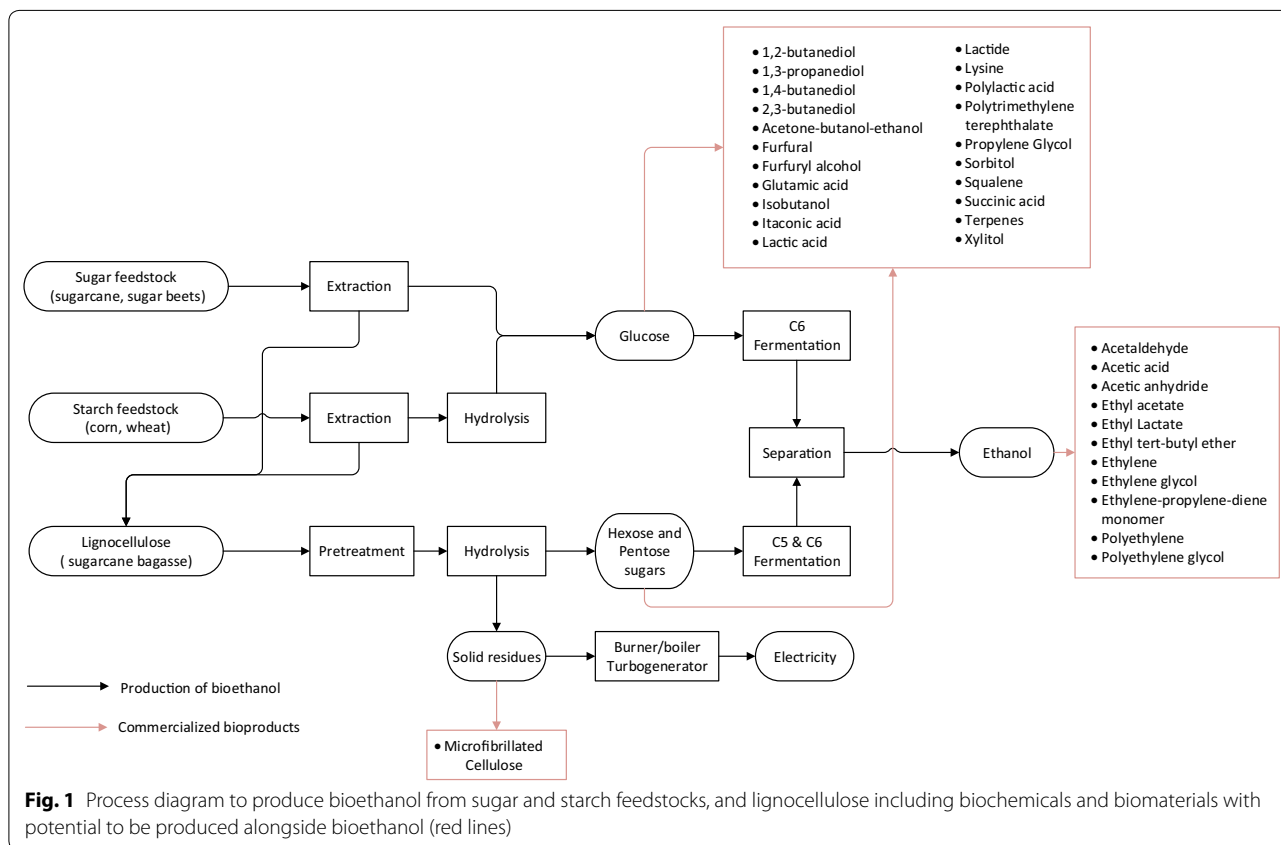 • 1,2-butanediol
• 1,3-propanediol
• 1,4-butanediol
• 2,3-butanediol
• Acetone-butanol-ethanol
• Furfural
• Furfuryl alcohol
• Glutamic acid
• Isobutanol
• Itaconic acid
• Lactic acid
• Lactide
• Lysine
• Polylactic acid
• Polytrimethylene
terephthalate
• Propylene Glycol
• Sorbitol
• Squalene
• Succinic acid
• Terpenes
• Xylitol
Sugar feedstock
(sugarcane, sugar beets)
Extraction
Glucose
C6
Fermentation
Starch feedstock
(corn, wheat)
Extraction
Hydrolysis
Separation
Ethanol
• Acetaldehyde
• Acetic acid
• Acetic anhydride
• Ethyl acetate
• Ethyl Lactate
• Ethyl tert-butyl ether
• Ethylene
• Ethylene glycol
• Ethylene-propylene-diene
monomer
• Polyethylene
• Polyethylene glycol
Lignocellulose
( sugarcane bagasse)
Pretreatment
Hydrolysis
Hexose and
Pentose
sugars
C5 & C6
Fermentation
Solid residues
Burner/boiler
Turbogenerator
Electricity
Production of bioethanol
Commercialized bioproducts
• Microfibrillated
Cellulose
Fig. 1 Process diagram to produce bioethanol from sugar and starch feedstocks, and lignocellulose including biochemicals and biomaterials with
potential to be produced alongside bioethanol (red lines)